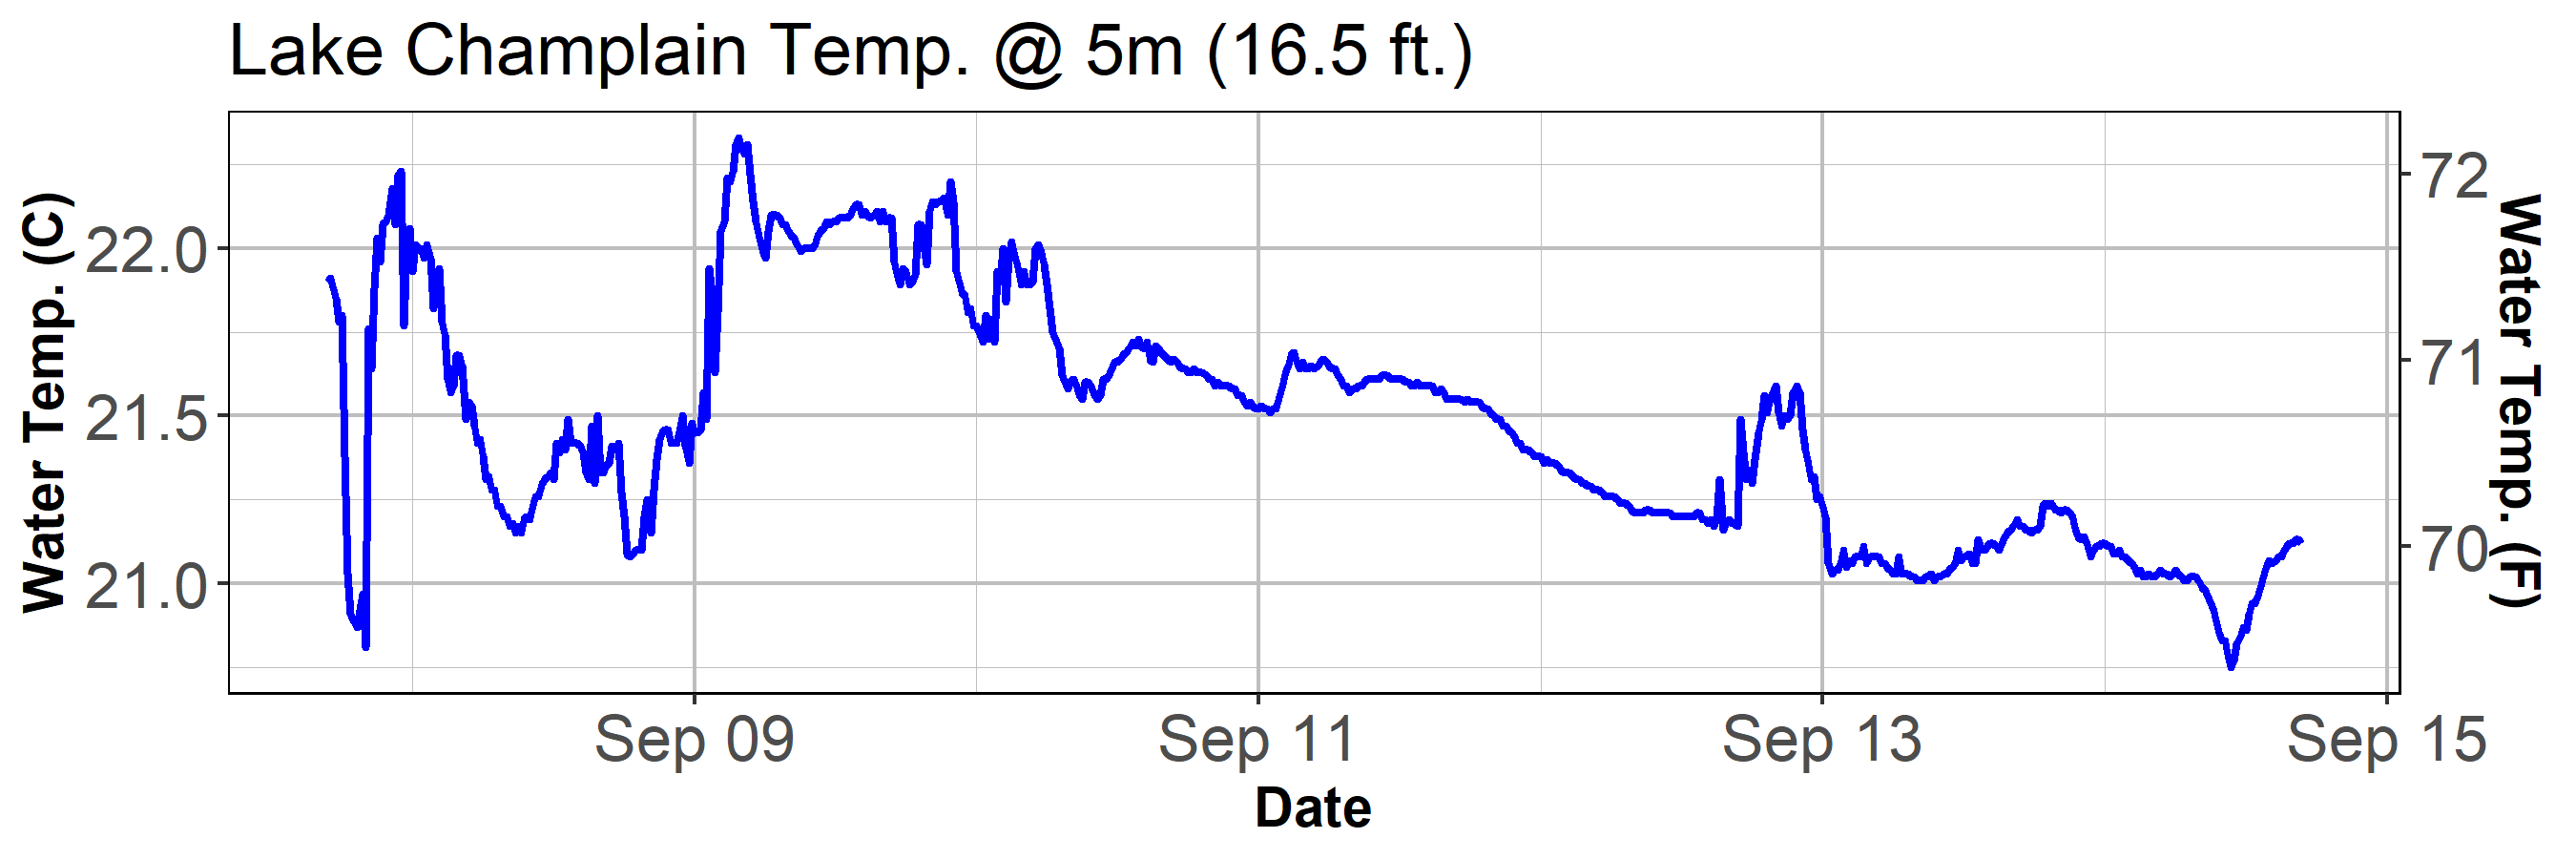 Lake Champlain Temp. @ 5m (16.5 ft.)
Water Temp. (C)
22.0
21.5
21.0
72
71
70
Water Temp. (F)
Sep 09
Sep 11
Sep 13
Sep 15
Date